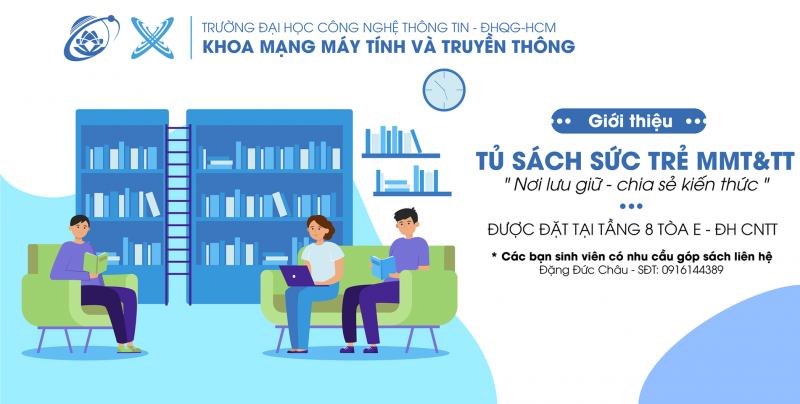 TRƯỜNG ĐẠI HỌC CÔNG NGHỆ THÔNG TIN - ĐHQG-HCM
KHOA MẠNG MÁY TÍNH VÀ TRUYỀN THÔNG
Giới thiệu
TỦ SÁCH SỨC TRẺ MMT&TT
" Nơi lưu giữ - chia sẻ kiến thức "
ĐƯỢC ĐẶT TẠI TẦNG 8 TÒA E - ĐH CNTT
* Các bạn sinh viên có nhu cầu góp sách liên hệ
Đặng Đức Châu - SĐT: 0916144389